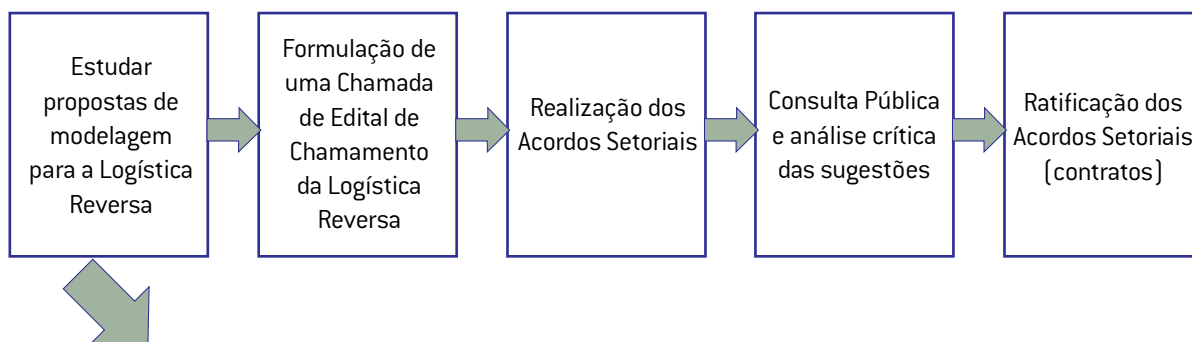 Estudar
propostas de
modelagem
para a Logística
Reversa
Formulação de
uma Chamada
de Edital de
Chamamento
da Logística
Reversa
Realização dos
Acordos Setoriais
Consulta Pública
e análise crítica
das sugestões
Ratificação dos
Acordos Setoriais
(contratos)